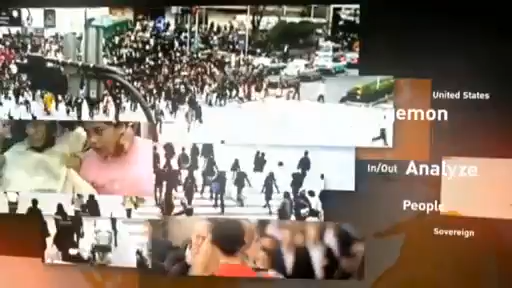 United States
emon
In/Out Analyze
People
Sovereign